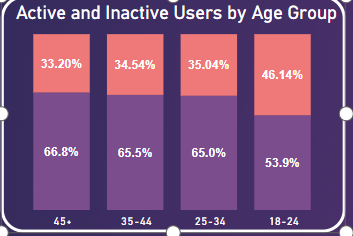 Active and Inactive Users by Age Group
33.20% 34.54% 35.04% 46.14%
66.8% 65.5% 65.0% 53.9%
45+ 35-44 25-34 18-24